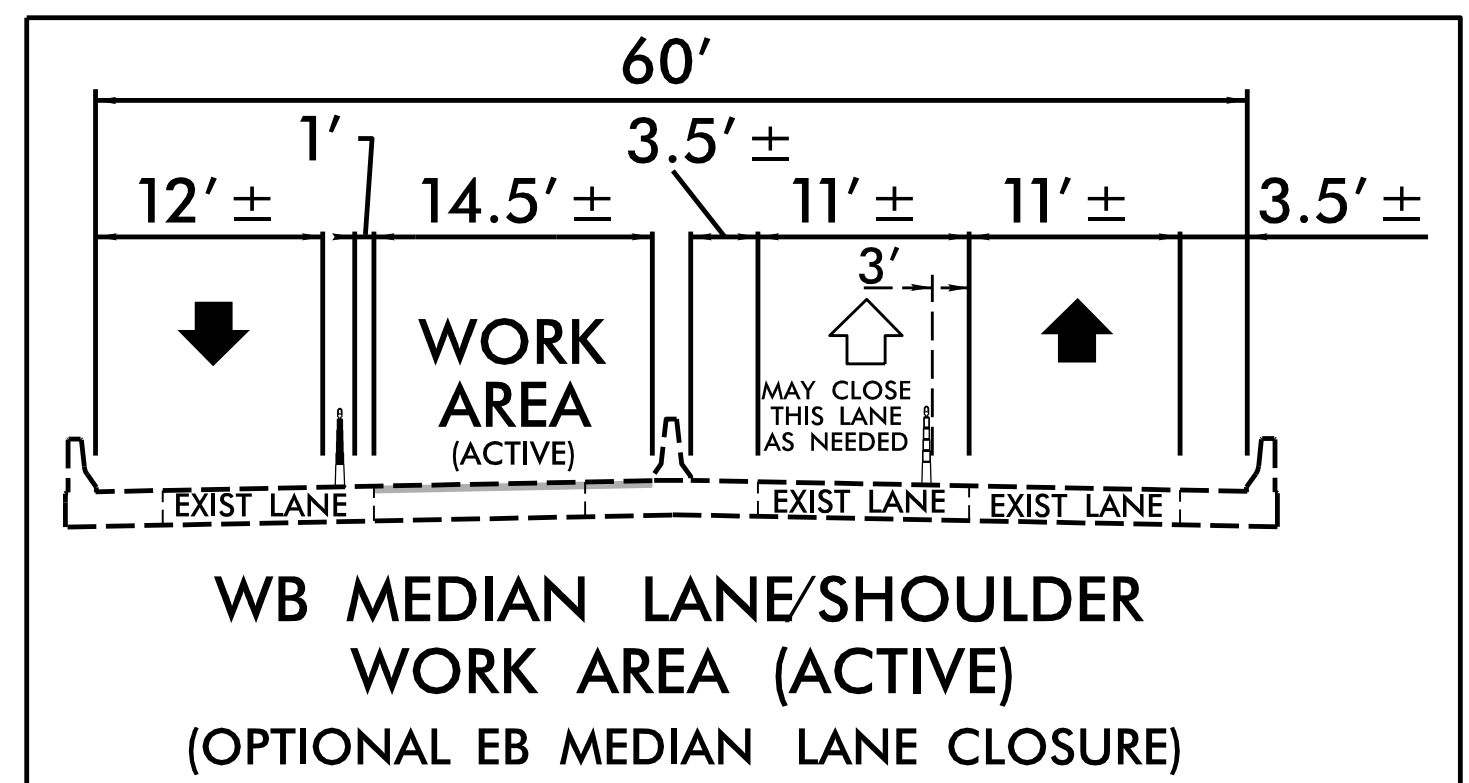 60'
1'
3.5' ±
12' ±
14.5' ±
11' ±
11' ±
3.5' ±
3'
WORK
AREA
(ACTIVE)
MAY CLOSE
THIS LANE
AS NEEDED
EXIST LANE
EXIST LANE
EXIST LANE
WB MEDIAN LANE/SHOULDER
WORK AREA (ACTIVE)
(OPTIONAL EB MEDIAN LANE CLOSURE)